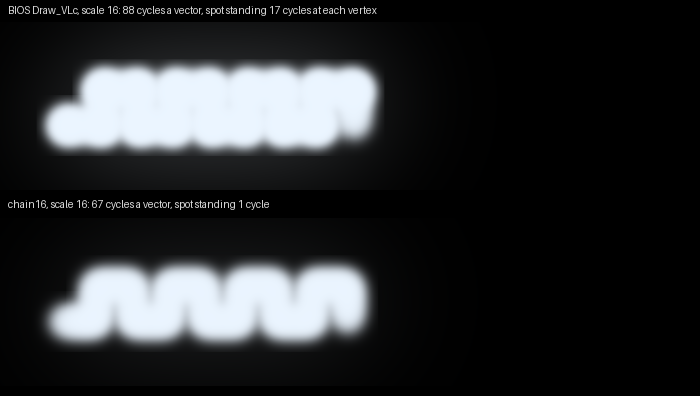 BIOS Draw_VLc, scale 16: 88 cycles a vector, spot standing 17 cycles at each vertex
chain16, scale 16: 67 cycles a vector, spot standing 1 cycle